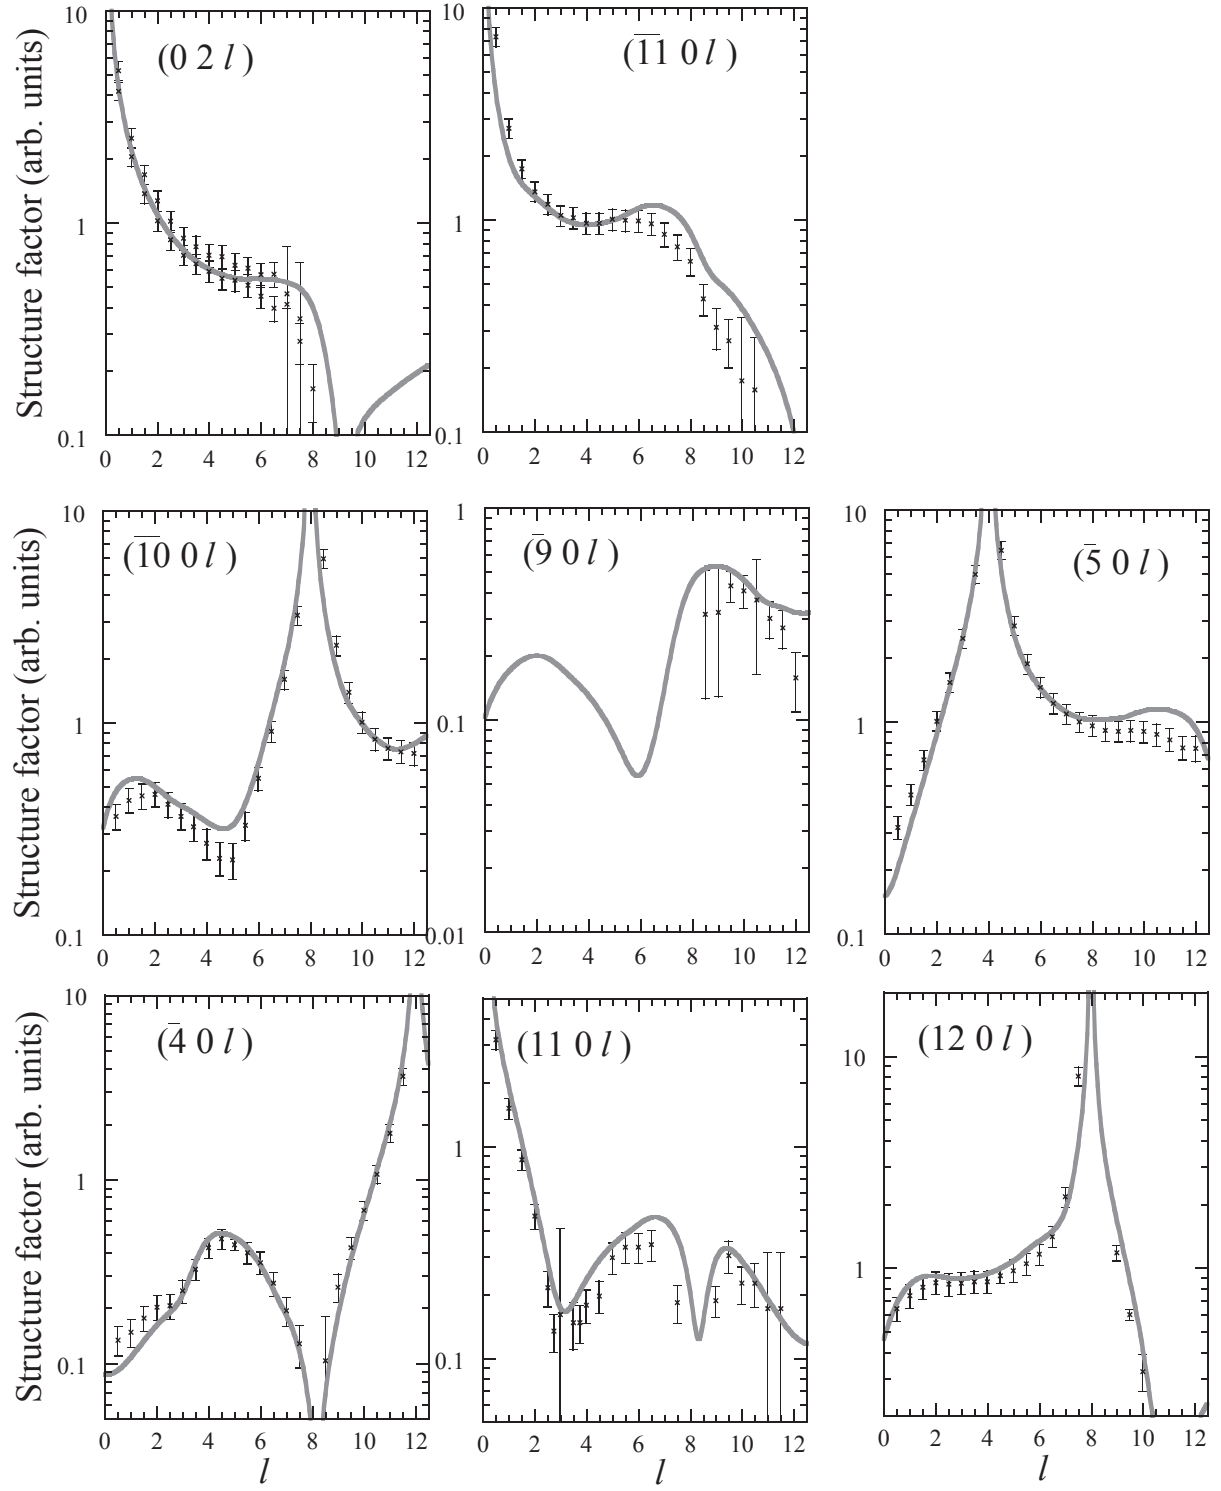 Structure factor (arb. units)
10
1
0.1
(0 2 l)
0 2 4 6 8 10 12
10
1
0.1
(1̅1̅ 0 l)
0 2 4 6 8 10 12
Structure factor (arb. units)
10
1
0.1
(1̅0̅ 0 l)
0 2 4 6 8 10 12
1
0.1
0.01
(9̅ 0 l)
0 2 4 6 8 10 12
10
1
0.1
(5̅ 0 l)
0 2 4 6 8 10 12
Structure factor (arb. units)
10
1
0.1
(4̅ 0 l)
0 2 4 6 8 10 12
l
1
0.1
(11 0 l)
0 2 4 6 8 10 12
l
10
1
(12 0 l)
0 2 4 6 8 10 12
l